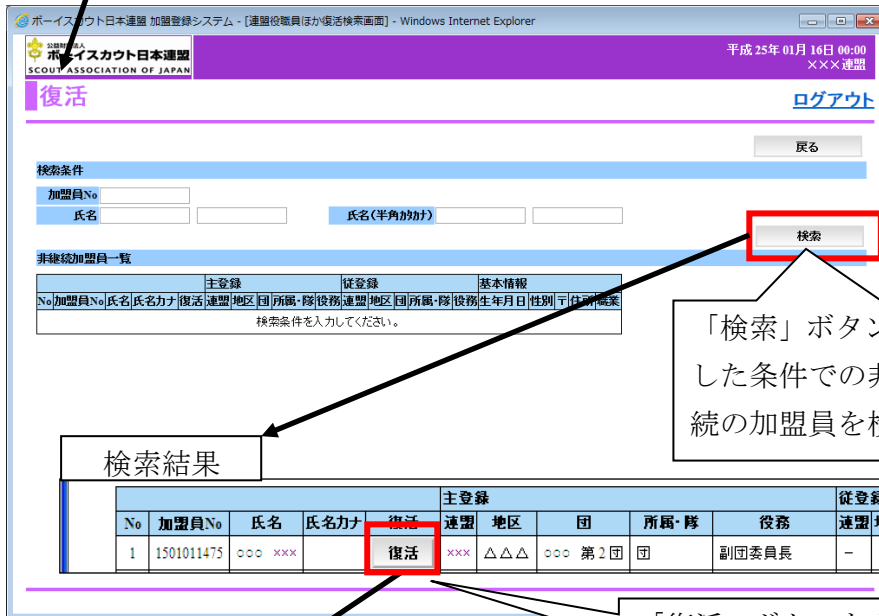 ボーイスカウト日本連盟 加盟登録システム - [連盟役職員ほか復活検索画面] - Windows Internet Explorer
ボーイスカウト日本連盟
SCOUT ASSOCIATION OF JAPAN
平成 25年 01月 16日 00:00
×××連盟
復活
ログアウト
戻る
検索条件
加盟員No
氏名 氏名(半角カタカナ)
検索
非継続加盟員一覧
主登録 従登録 基本情報
No 加盟員No 氏名 氏名カナ 復活 連盟 地区 団 所属・隊 役務 連盟 地区 団 所属・隊 役務 生年月日 性別 〒 住所 職業
検索条件を入力してください。
「検索」ボタン
した条件での非
続の加盟員を検
検索結果
主登録 従登録
No 加盟員No 氏名 氏名カナ 復活 連盟 地区 団 所属・隊 役務 連盟
1 1501011475 ○○○ ××× 復活 ××× △△△ ○○○ 第2団 団 副団委員長 −